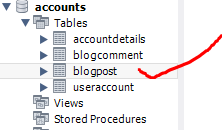 accounts
Tables
accountdetails
blogcomment
blogpost
useraccount
Views
Stored Procedures